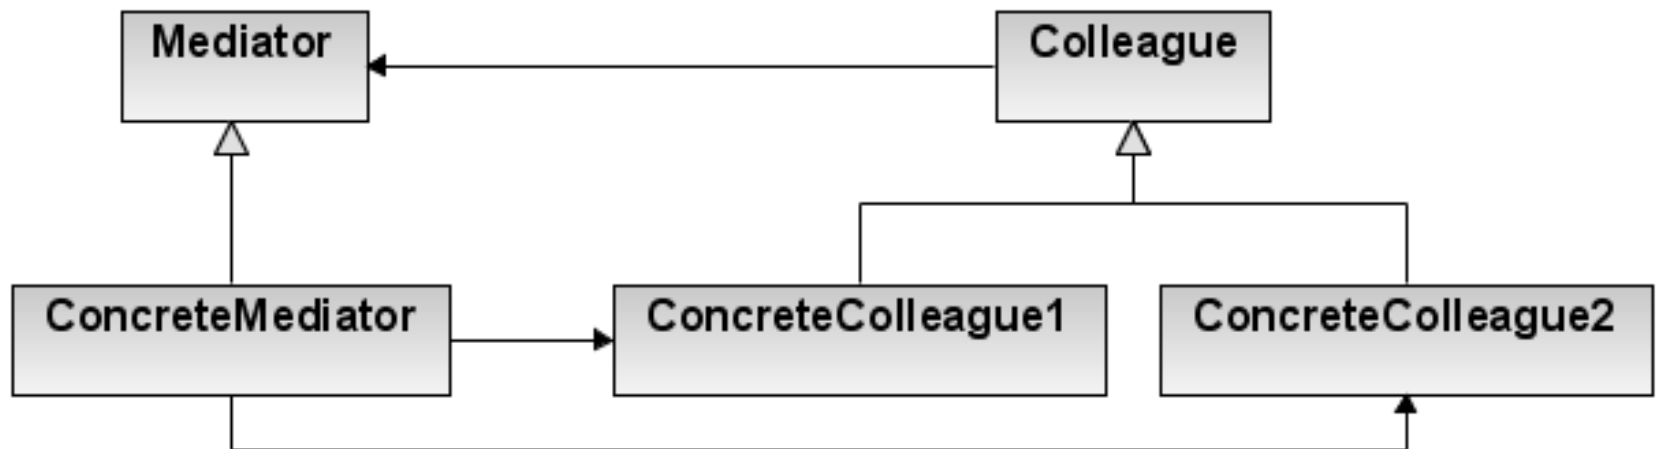 Mediator
Colleague
ConcreteMediator
ConcreteColleague1
ConcreteColleague2